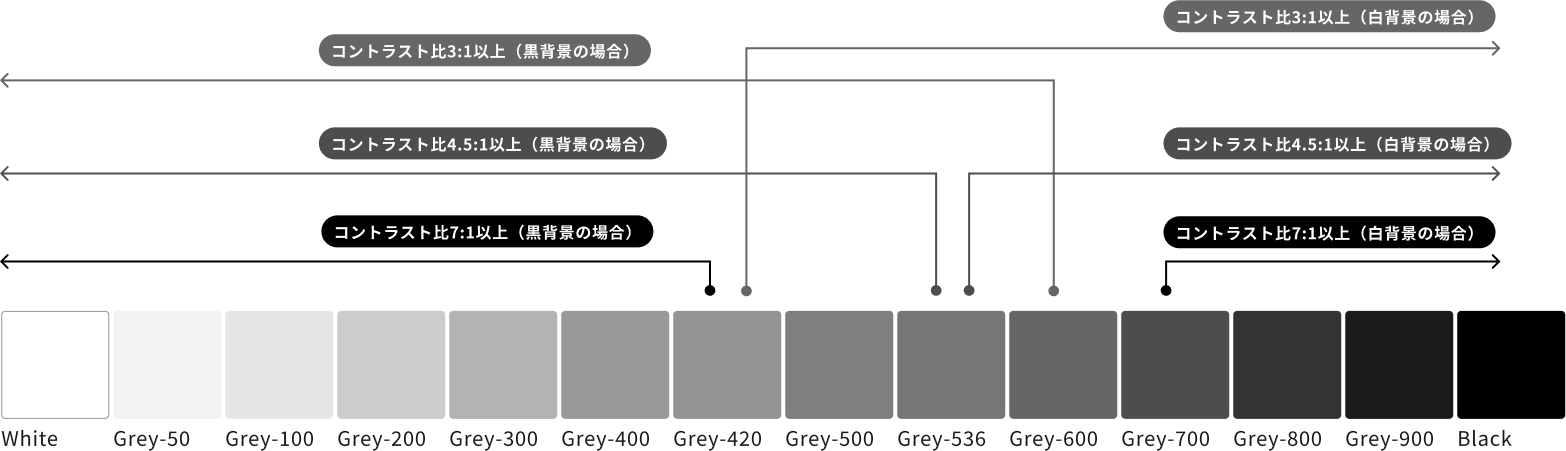 コントラスト比3:1以上（白背景の場合）
コントラスト比3:1以上（黒背景の場合）
コントラスト比4.5:1以上（黒背景の場合）
コントラスト比4.5:1以上（白背景の場合）
コントラスト比7:1以上（黒背景の場合）
コントラスト比7:1以上（白背景の場合）
White Grey-50 Grey-100 Grey-200 Grey-300 Grey-400 Grey-420 Grey-500 Grey-536 Grey-600 Grey-700 Grey-800 Grey-900 Black